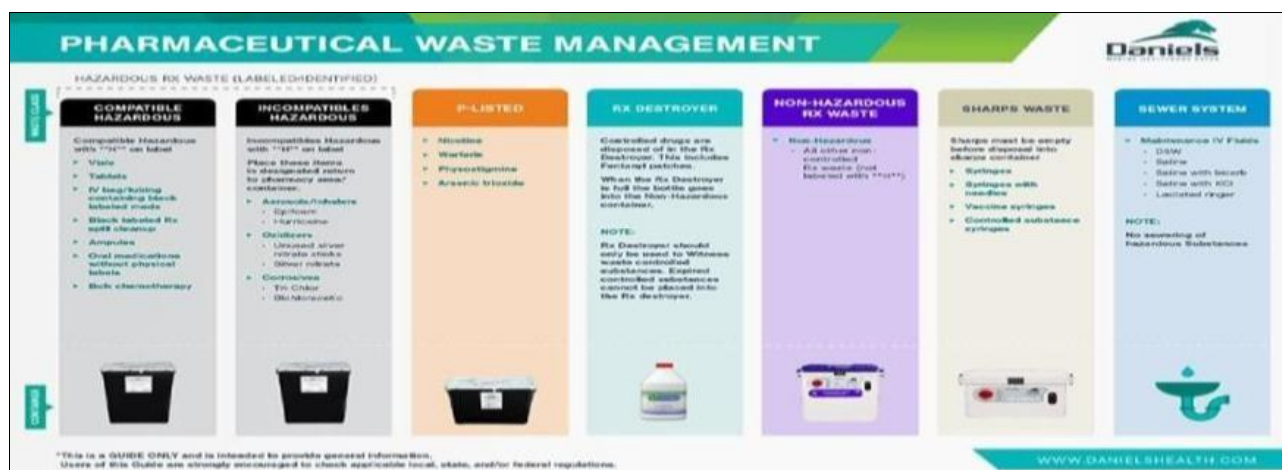 PHARMACEUTICAL WASTE MANAGEMENT
Daniels
HAZARDOUS RX WASTE (LABELED/IDENTIFIED)
WASTE CLASS
COMPATIBLE
HAZARDOUS
Compatible Hazardous
with "H" on label
Vials
Tablets
IV bag/tubing
containing black
labeled meds
Black labeled Rx
spill cleanup
Ampules
Oral medications
without physical
labels
Bulk chemotherapy
INCOMPATIBLES
HAZARDOUS
Incompatibles Hazardous
with "H" on label
Place these items
in designated return
to pharmacy area/
container.
Aerosols/Inhalers
- Epifoam
- Hurricaine
Oxidizers
- Unused silver
nitrate sticks
- Silver nitrate
Corrosives
- Tri Chlor
- Bichloracetic
P-LISTED
Nicotine
Warfarin
Physostigmine
Arsenic trioxide
RX DESTROYER
Controlled drugs are
disposed of in the Rx
Destroyer. This includes
Fentanyl patches.
When the Rx Destroyer
is full the bottle goes
into the Non-Hazardous
container.
NOTE:
Rx Destroyer should
only be used to Witness
waste controlled
substances. Expired
controlled substances
cannot be placed into
the Rx destroyer.
NON-HAZARDOUS
RX WASTE
Non-Hazardous
- All other non-
controlled
Rx waste (not
labeled with "H")
SHARPS WASTE
Sharps must be empty
before disposal into
sharps container
Syringes
Syringes with
needles
Vaccine syringes
Controlled substance
syringes
SEWER SYSTEM
Maintenance IV Fluids
- D5W
- Saline
- Saline with bicarb
- Saline with KCl
- Lactated ringer
NOTE:
No sewering of
hazardous Substances
CONTAINER
*This is a GUIDE ONLY and is intended to provide general information.
Users of this Guide are strongly encouraged to check applicable local, state, and/or federal regulations.
WWW.DANIELSHEALTH.COM